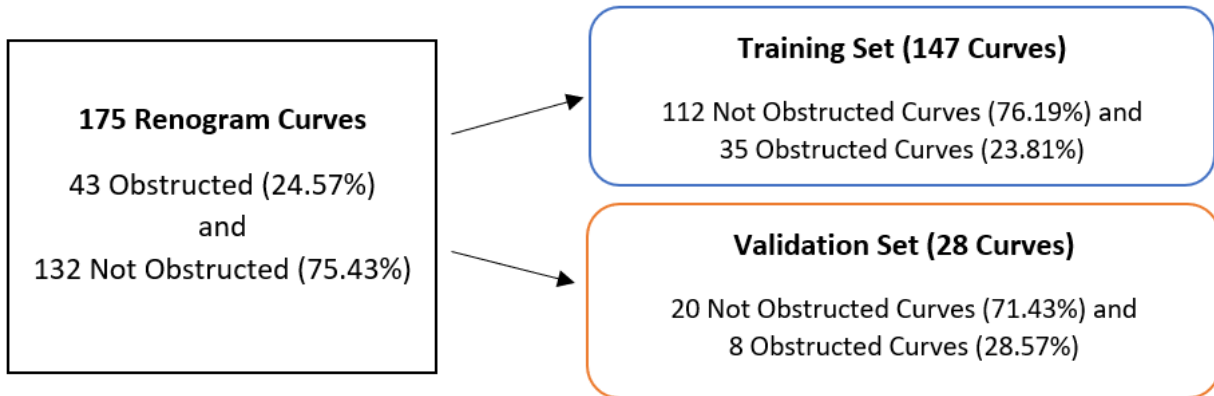 175 Renogram Curves
43 Obstructed (24.57%)
and
132 Not Obstructed (75.43%)
Training Set (147 Curves)
112 Not Obstructed Curves (76.19%) and
35 Obstructed Curves (23.81%)
Validation Set (28 Curves)
20 Not Obstructed Curves (71.43%) and
8 Obstructed Curves (28.57%)